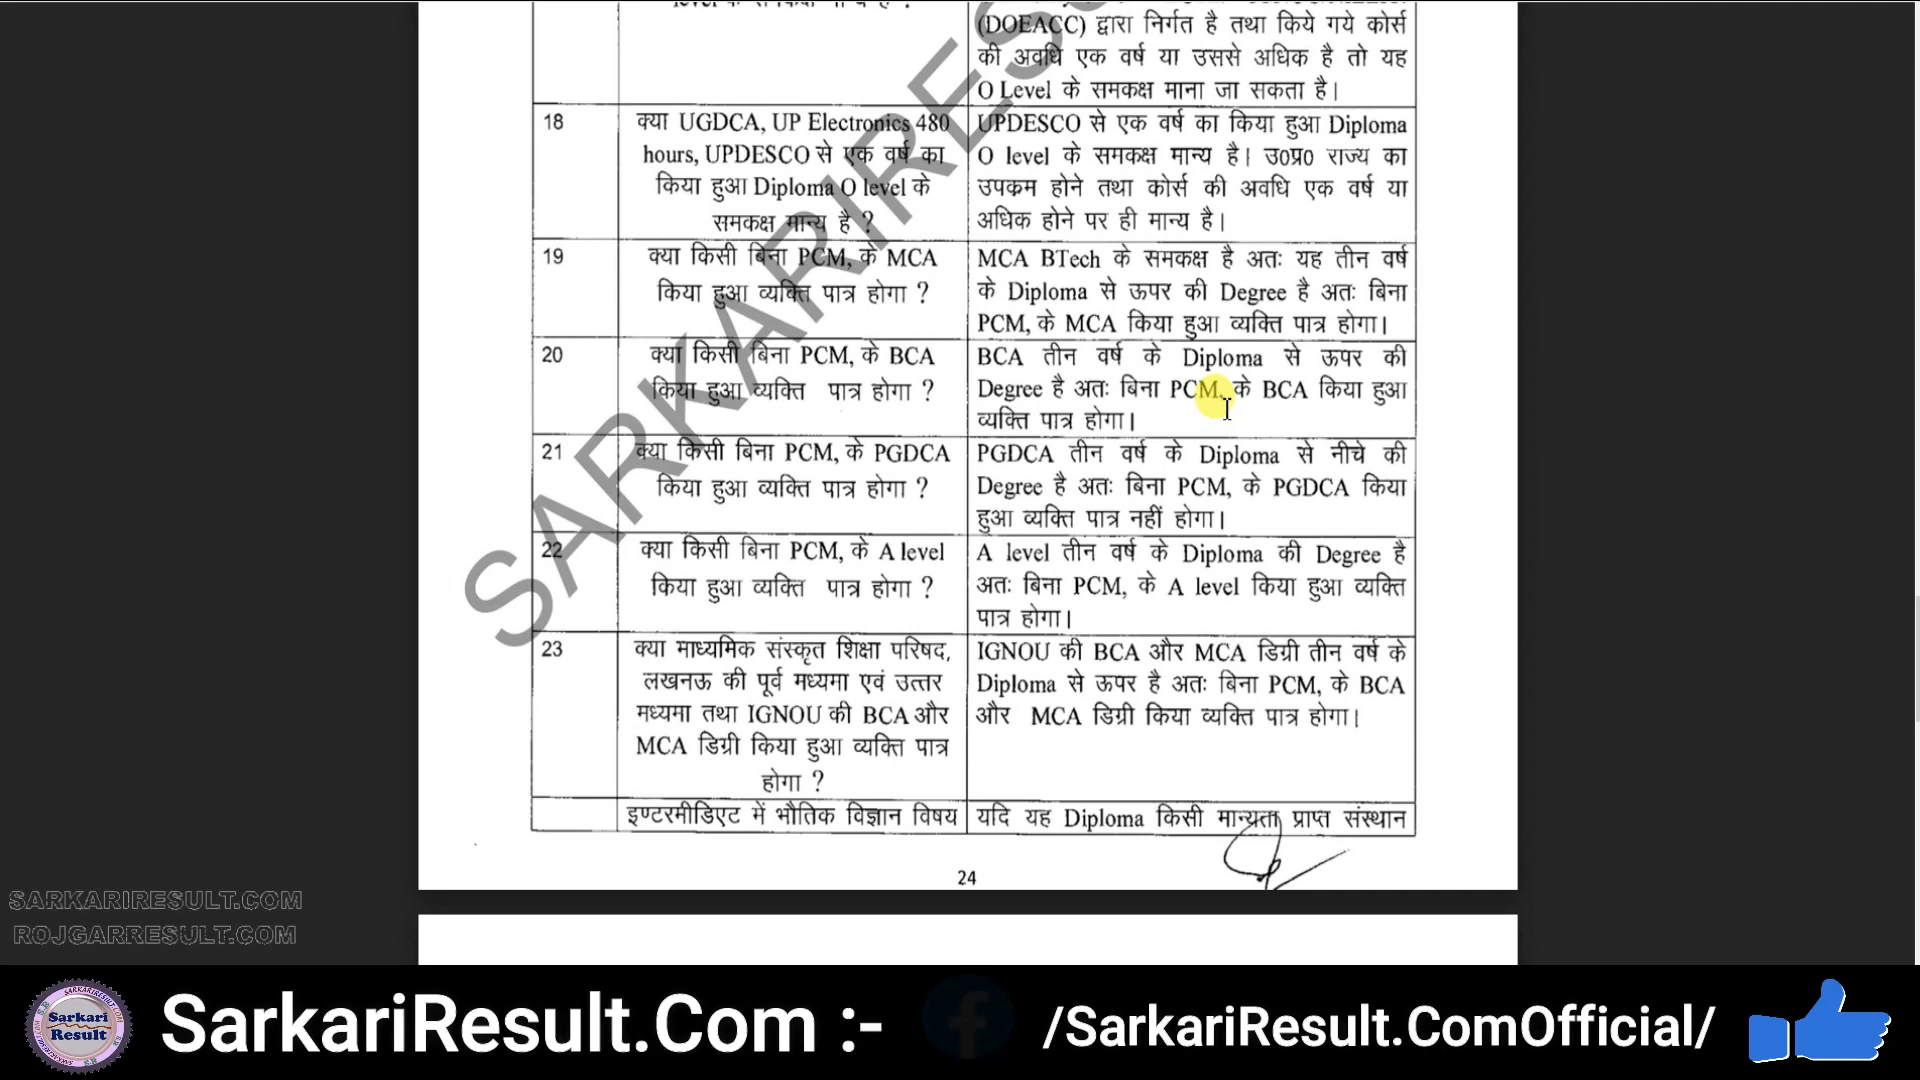 (DOEACC) द्वारा निर्गत है तथा किये गये कोर्स
की अवधि एक वर्ष या उससे अधिक है तो यह
O Level के समकक्ष माना जा सकता है।
18
क्या UGDCA, UP Electronics 480
hours, UPDESCO से एक वर्ष का
किया हुआ Diploma O level के
समकक्ष मान्य है ?
UPDESCO से एक वर्ष का किया हुआ Diploma
O level के समकक्ष मान्य है। उ0प्र0 राज्य का
उपक्रम होने तथा कोर्स की अवधि एक वर्ष या
अधिक होने पर ही मान्य है।
19
क्या किसी बिना PCM, के MCA
किया हुआ व्यक्ति पात्र होगा ?
MCA BTech के समकक्ष है अतः यह तीन वर्ष
के Diploma से ऊपर की Degree है अतः बिना
PCM, के MCA किया हुआ व्यक्ति पात्र होगा।
20
क्या किसी बिना PCM, के BCA
किया हुआ व्यक्ति पात्र होगा ?
BCA तीन वर्ष के Diploma से ऊपर की
Degree है अतः बिना PCM, के BCA किया हुआ
व्यक्ति पात्र होगा।
21
क्या किसी बिना PCM, के PGDCA
किया हुआ व्यक्ति पात्र होगा ?
PGDCA तीन वर्ष के Diploma से नीचे की
Degree है अतः बिना PCM, के PGDCA किया
हुआ व्यक्ति पात्र नहीं होगा।
22
क्या किसी बिना PCM, के A level
किया हुआ व्यक्ति पात्र होगा ?
A level तीन वर्ष के Diploma की Degree है
अतः बिना PCM, के A level किया हुआ व्यक्ति
पात्र होगा।
23
क्या माध्यमिक संस्कृत शिक्षा परिषद,
लखनऊ की पूर्व मध्यमा एवं उत्तर
मध्यमा तथा IGNOU की BCA और
MCA डिग्री किया हुआ व्यक्ति पात्र
होगा ?
IGNOU की BCA और MCA डिग्री तीन वर्ष के
Diploma से ऊपर है अतः बिना PCM, के BCA
और MCA डिग्री किया व्यक्ति पात्र होगा।
इण्टरमीडिएट में भौतिक विज्ञान विषय
यदि यह Diploma किसी मान्यता प्राप्त संस्थान
24
SARKARIRES
SARKARIRESULT.COM
ROJGARRESULT.COM
Sarkari
Result
SarkariResult.Com :-
/SarkariResult.ComOfficial/